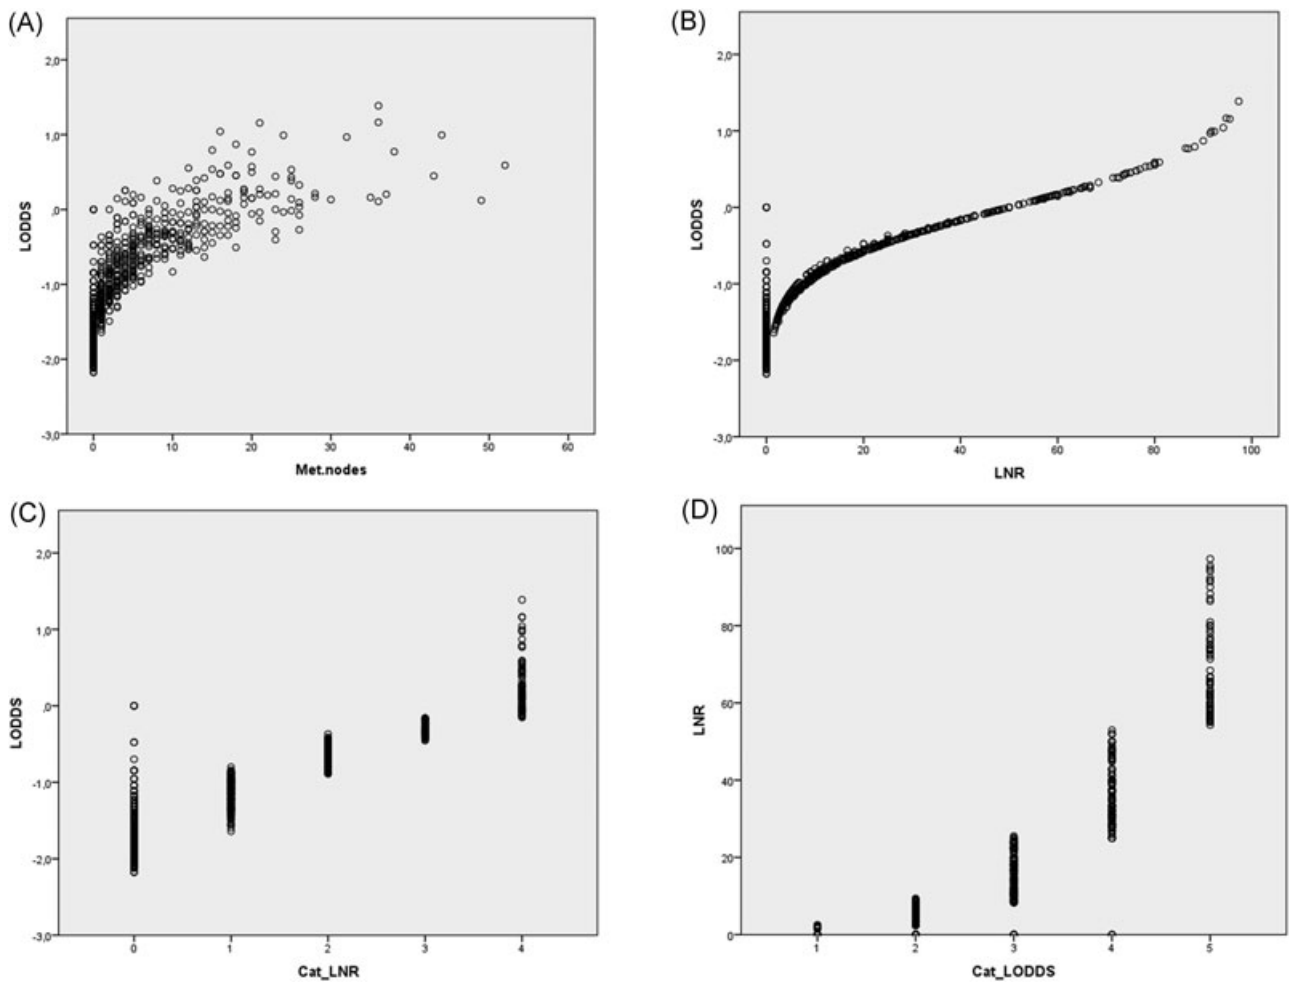 (A)
2,0
1,0
,0
-1,0
-2,0
-3,0
LODDS
0 10 20 30 40 50 60
Met.nodes
(B)
2,0
1,0
,0
-1,0
-2,0
-3,0
LODDS
0 20 40 60 80 100
LNR
(C)
2,0
1,0
,0
-1,0
-2,0
-3,0
LODDS
0 1 2 3 4
Cat_LNR
(D)
100
80
60
40
20
0
LNR
1 2 3 4 5
Cat_LODDS